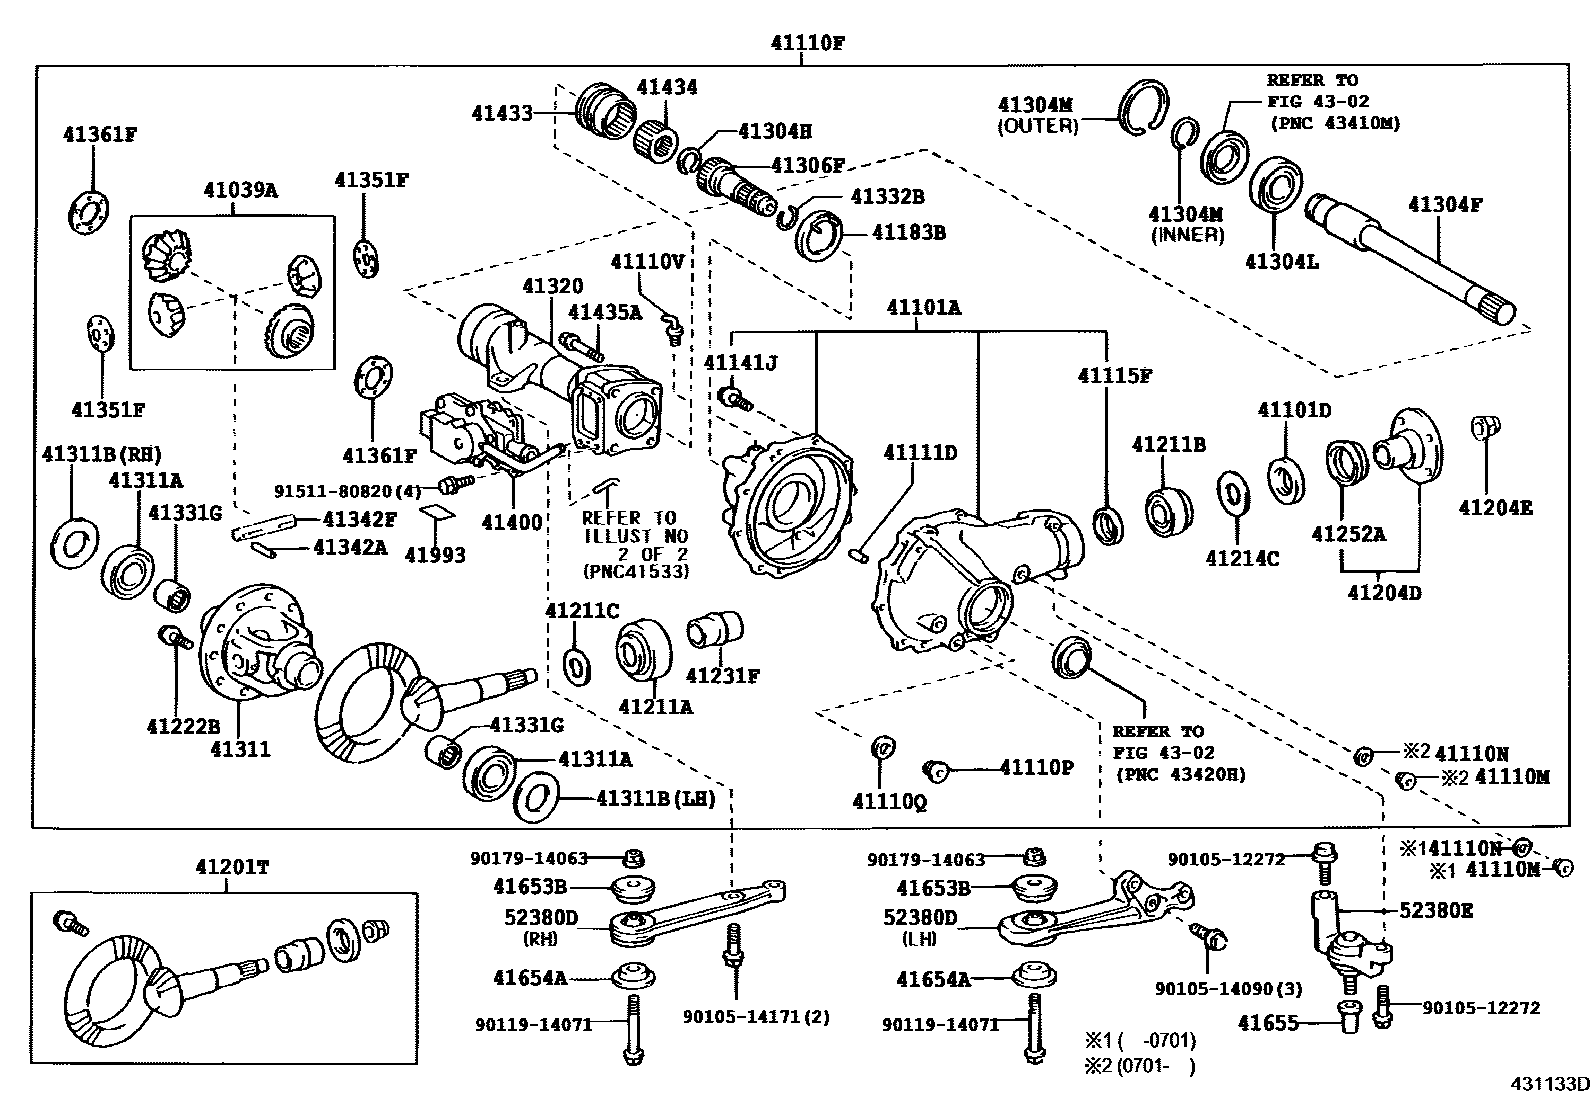 41110F
41361F
41039A
41351F
41433
41434
41304H
41306F
41332B
41183B
41304M
(OUTER)
REFER TO
FIG 43-02
(PNC 43410M)
41304M
(INNER)
41304L
41304F
41110V
41320
41435A
41101A
41141J
41115F
41351F
41361F
41311B(RH)
41311A
41331G
41342F
41342A
91511-80820(4)
41993
41400
REFER TO
ILLUST NO
2 OF 2
(PNC41533)
41111D
41211B
41101D
41214C
41252A
41204D
41204E
41222B
41311
41211C
41211A
41231F
41331G
41311A
41311B(LH)
41110Q
41110P
REFER TO
FIG 43-02
(PNC 43420H)
※2 41110N
※2 41110M
※1 41110N
※1 41110M
41201T
90179-14063
41653B
52380D
(RH)
41654A
90119-14071
90105-14171(2)
90179-14063
41653B
52380D
(LH)
41654A
90119-14071
90105-14090(3)
90105-12272
52380E
41655
90105-12272
※1 ( -0701)
※2 (0701- )
431133D